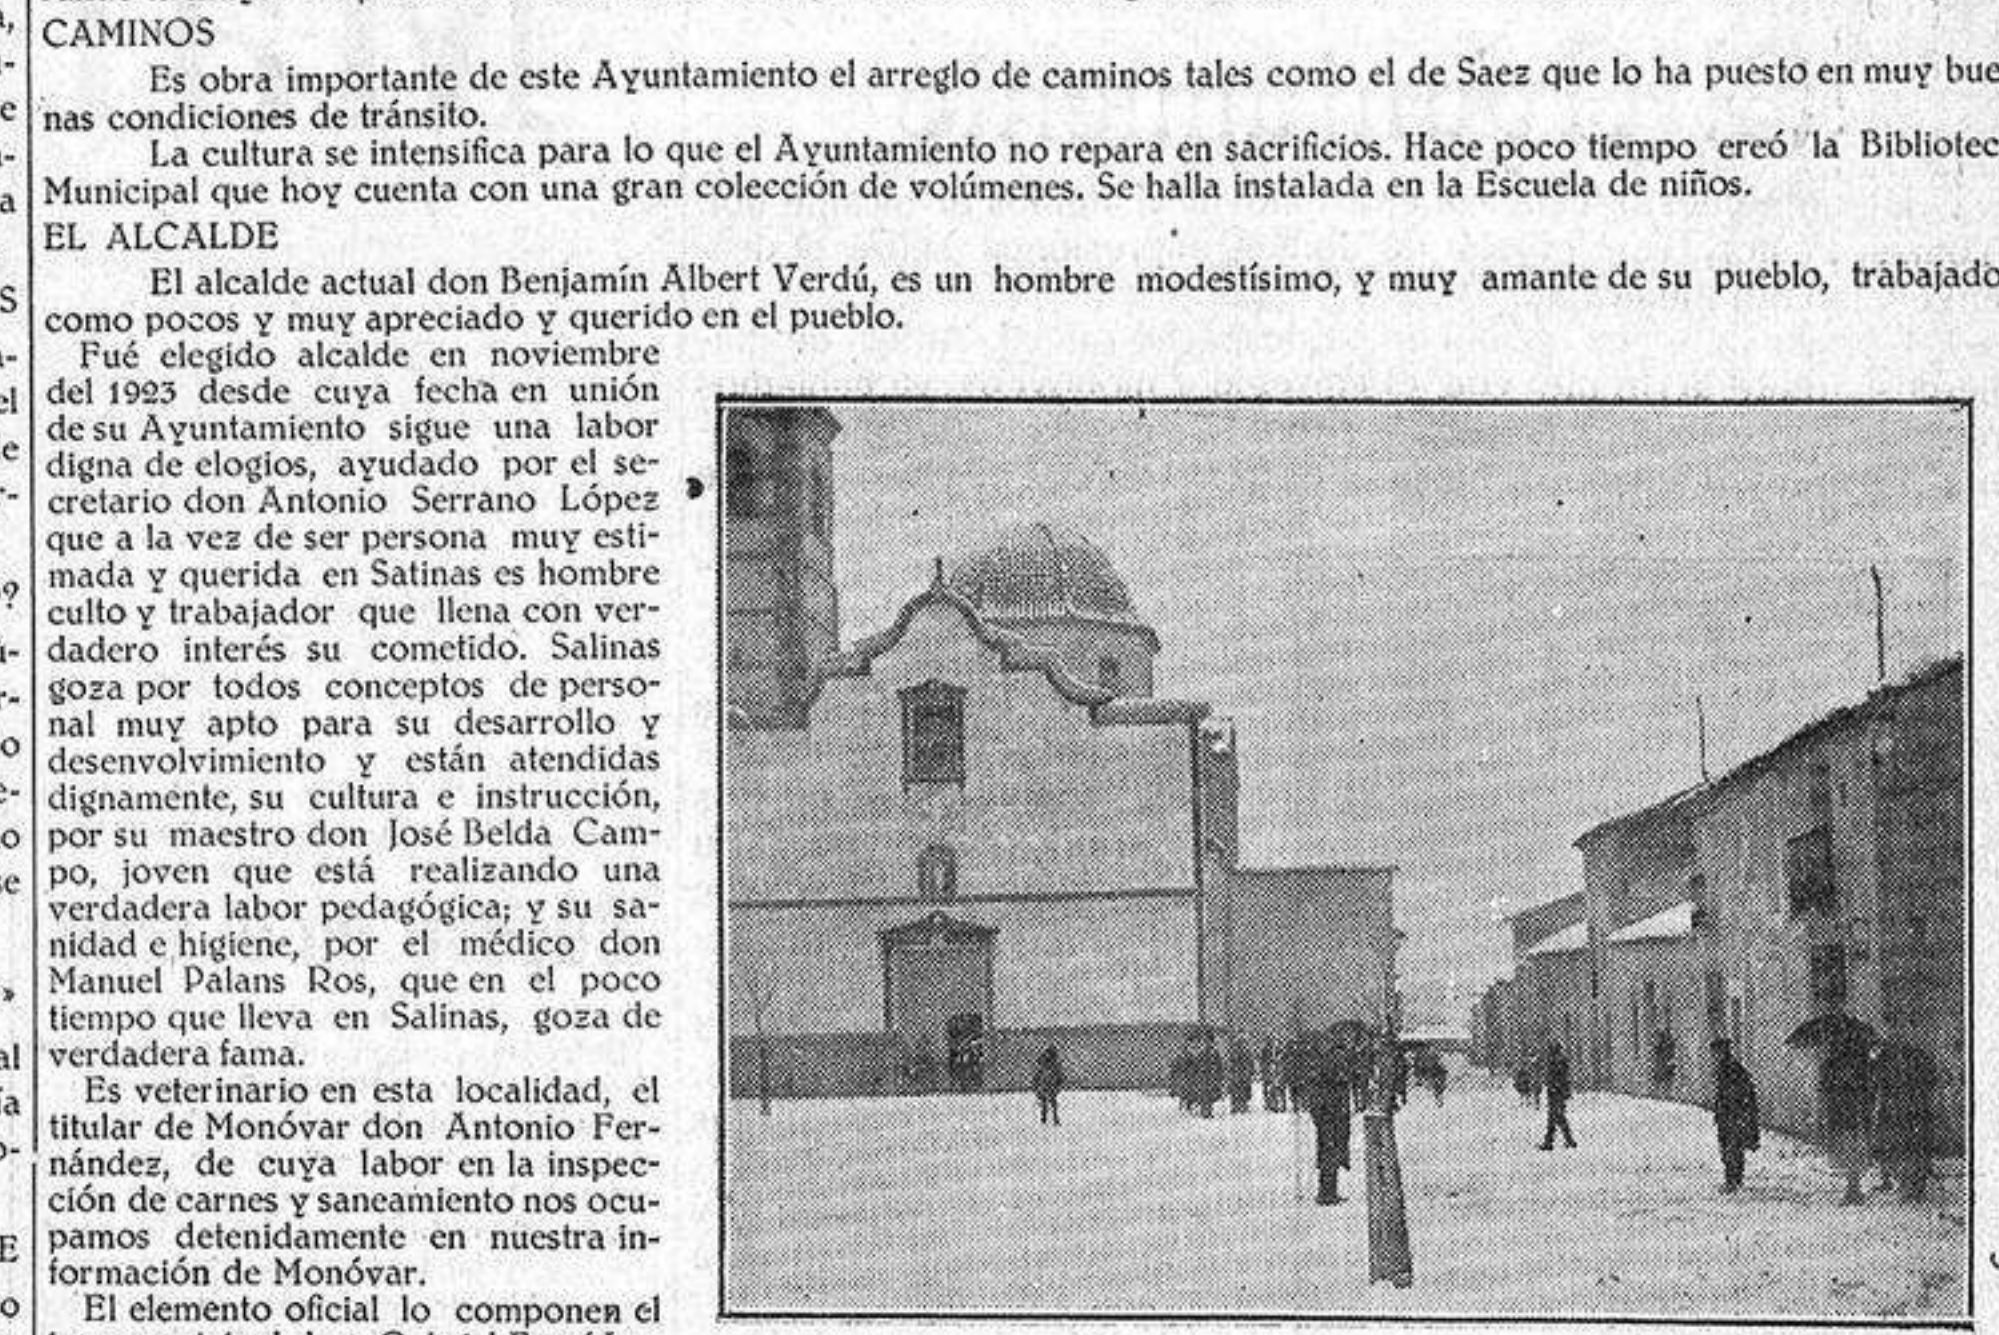 CAMINOS
Es obra importante de este Ayuntamiento el arreglo de caminos tales como el de Saez que lo ha puesto en muy bue
nas condiciones de tránsito.
La cultura se intensifica para lo que el Ayuntamiento no repara en sacrificios. Hace poco tiempo ereó la Bibliotec
Municipal que hoy cuenta con una gran colección de volúmenes. Se halla instalada en la Escuela de niños.
EL ALCALDE
El alcalde actual don Benjamín Albert Verdú, es un hombre modestísimo, y muy amante de su pueblo, trabajado
como pocos y muy apreciado y querido en el pueblo.
Fué elegido alcalde en noviembre
del 1923 desde cuya fecha en unión
de su Ayuntamiento sigue una labor
digna de elogios, ayudado por el se-
cretario don Antonio Serrano López
que a la vez de ser persona muy esti-
mada y querida en Satinas es hombre
culto y trabajador que llena con ver-
dadero interés su cometido. Salinas
goza por todos conceptos de perso-
nal muy apto para su desarrollo y
desenvolvimiento y están atendidas
dignamente, su cultura e instrucción,
por su maestro don José Belda Cam-
po, joven que está realizando una
verdadera labor pedagógica; y su sa-
nidad e higiene, por el médico don
Manuel Palans Ros, que en el poco
tiempo que lleva en Salinas, goza de
verdadera fama.
Es veterinario en esta localidad, el
titular de Monóvar don Antonio Fer-
nández, de cuya labor en la inspec-
ción de carnes y saneamiento nos ocu-
pamos detenidamente en nuestra in-
formación de Monóvar.
El elemento oficial lo componen el